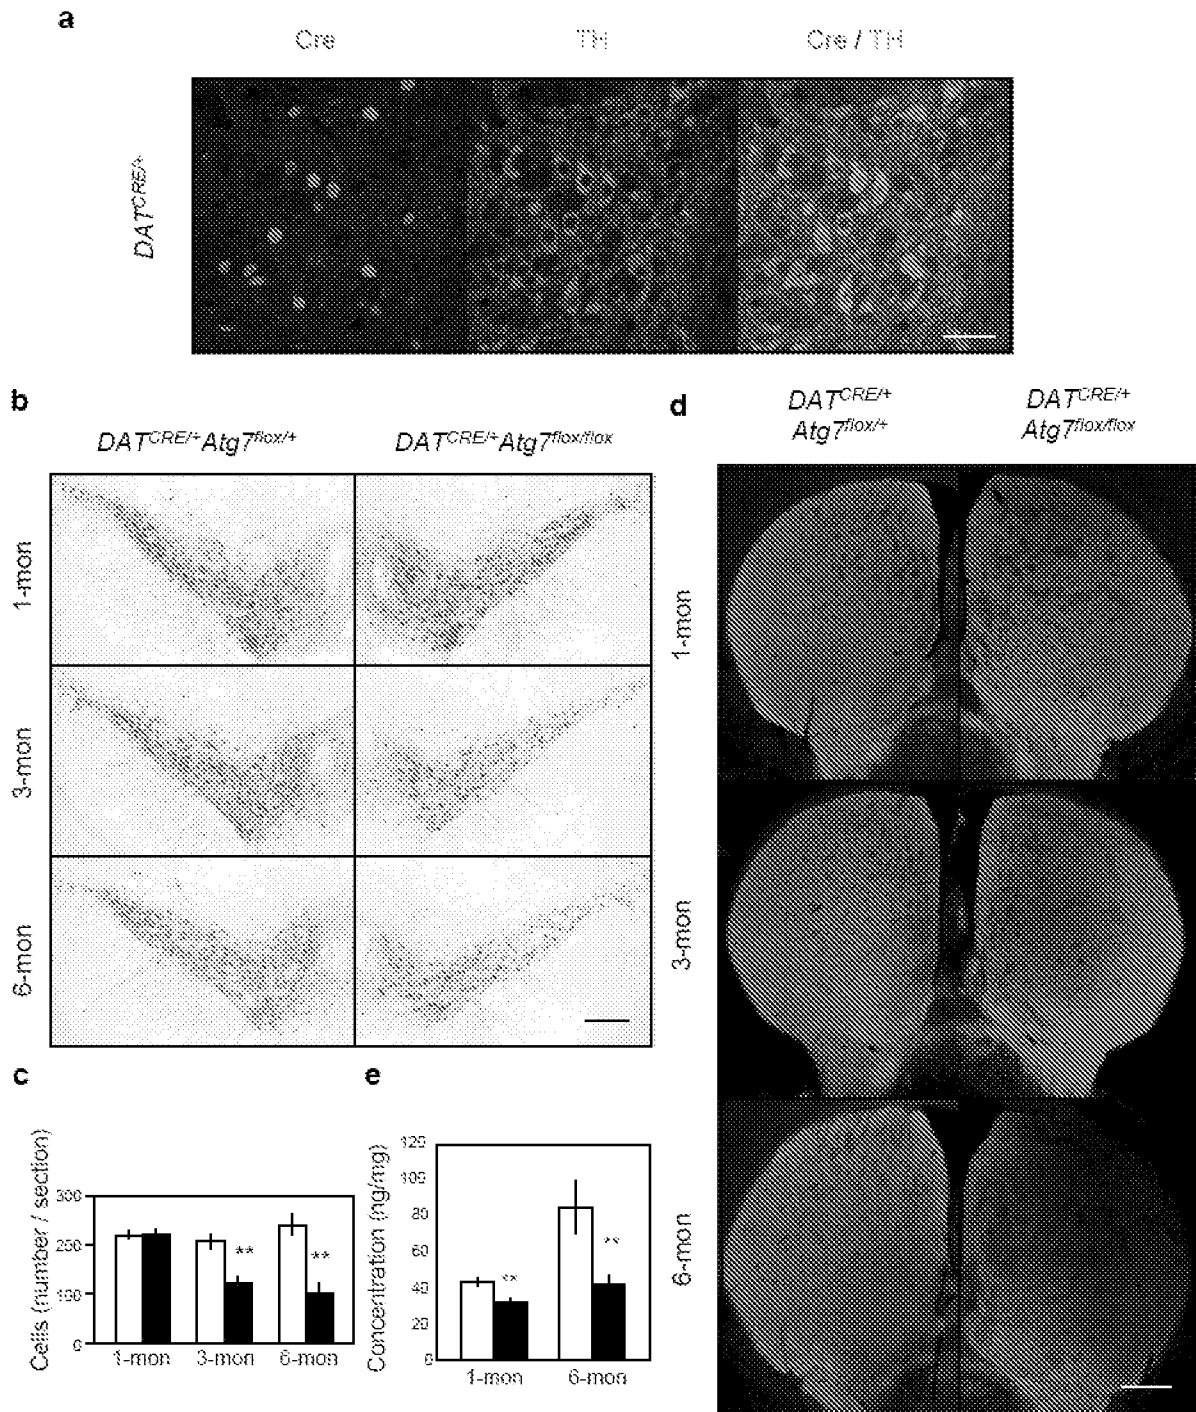 a
Cre TH Cre / TH
DAT^CRE/+
b
DAT^CRE/+ Atg7^flox/+ DAT^CRE/+ Atg7^flox/flox
1-mon
3-mon
6-mon
c
Cells (number / section)
300
200
100
0
** **
1-mon 3-mon 6-mon
e
Concentration (ng/mg)
120
100
80
60
40
20
0
** **
1-mon 6-mon
d
DAT^CRE/+ DAT^CRE/+
Atg7^flox/+ Atg7^flox/flox
1-mon
3-mon
6-mon